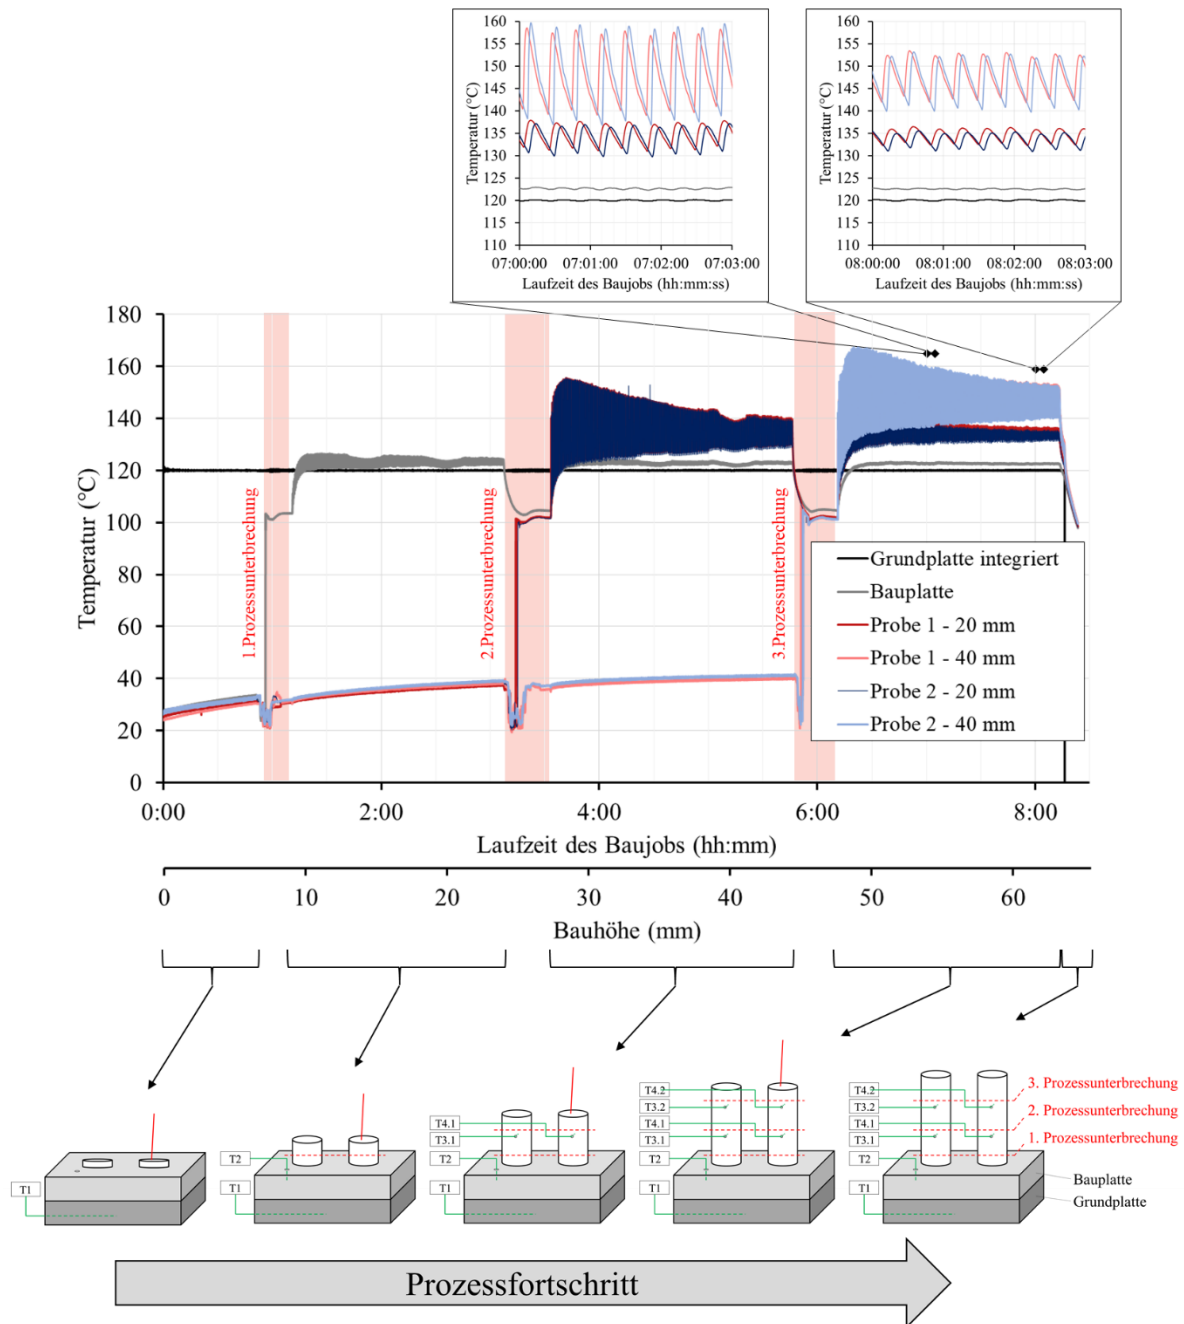 160
155
150
145
140
135
130
125
120
115
110
Temperatur (°C)
07:00:00 07:01:00 07:02:00 07:03:00
Laufzeit des Baujobs (hh:mm:ss)
160
155
150
145
140
135
130
125
120
115
110
Temperatur (°C)
08:00:00 08:01:00 08:02:00 08:03:00
Laufzeit des Baujobs (hh:mm:ss)
180
160
140
120
100
80
60
40
20
0
Temperatur (°C)
1.Prozessunterbrechung
2.Prozessunterbrechung
3.Prozessunterbrechung
Grundplatte integriert
Bauplatte
Probe 1 - 20 mm
Probe 1 - 40 mm
Probe 2 - 20 mm
Probe 2 - 40 mm
0:00 2:00 4:00 6:00 8:00
Laufzeit des Baujobs (hh:mm)
0 10 20 30 40 50 60
Bauhöhe (mm)
T1
T2
T1
T4.1
T3.1
T2
T1
T4.2
T3.2
T4.1
T3.1
T2
T1
T4.2
T3.2
T4.1
T3.1
T2
T1
3. Prozessunterbrechung
2. Prozessunterbrechung
1. Prozessunterbrechung
Bauplatte
Grundplatte
Prozessfortschritt